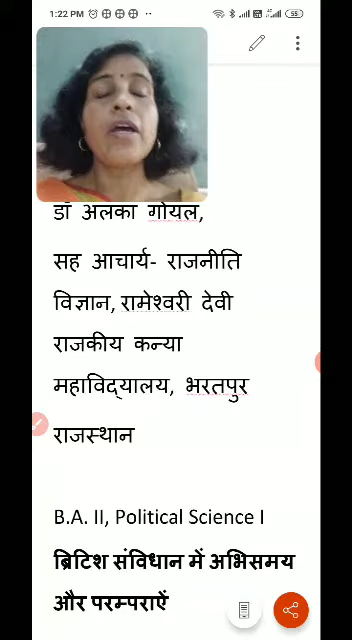 1:22 PM
55
डॉ अलका गोयल,
सह आचार्य- राजनीति
विज्ञान, रामेश्वरी देवी
राजकीय कन्या
महाविद्यालय, भरतपुर
राजस्थान
B.A. II, Political Science I
ब्रिटिश संविधान में अभिसमय
और परम्पराऐं